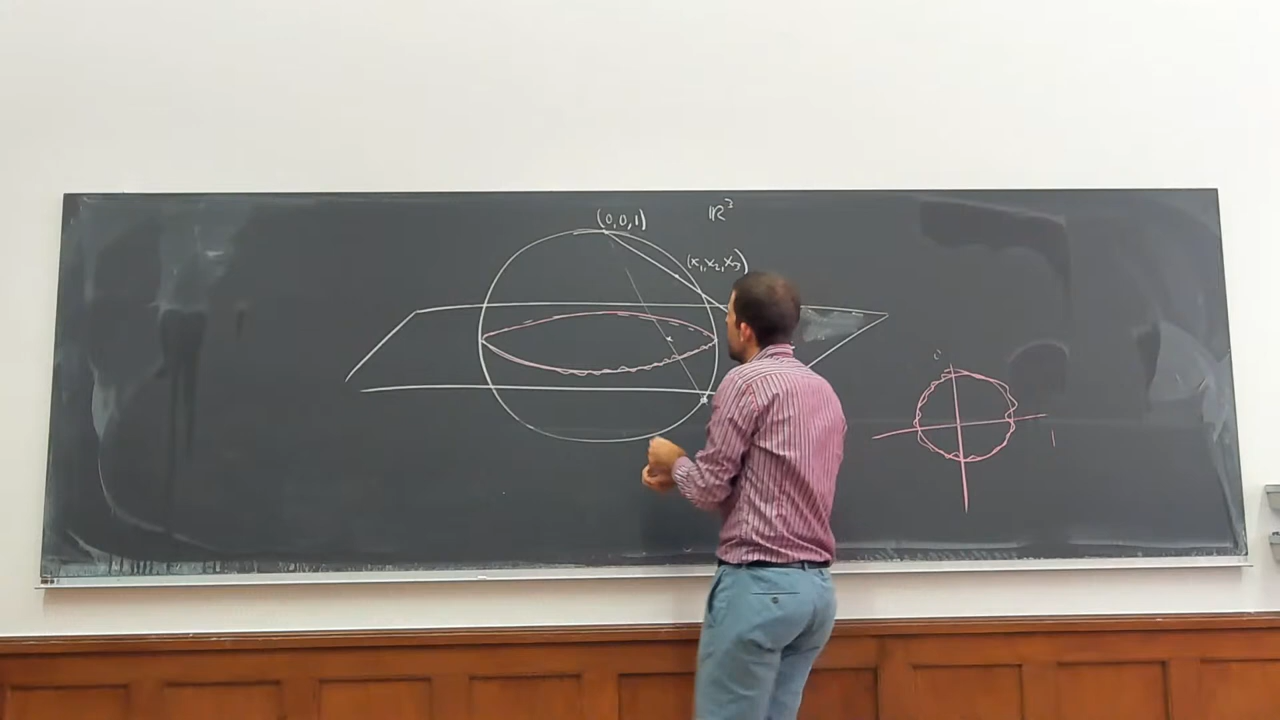 ℝ³
(0,0,1)
(x₁,x₂,x₃)